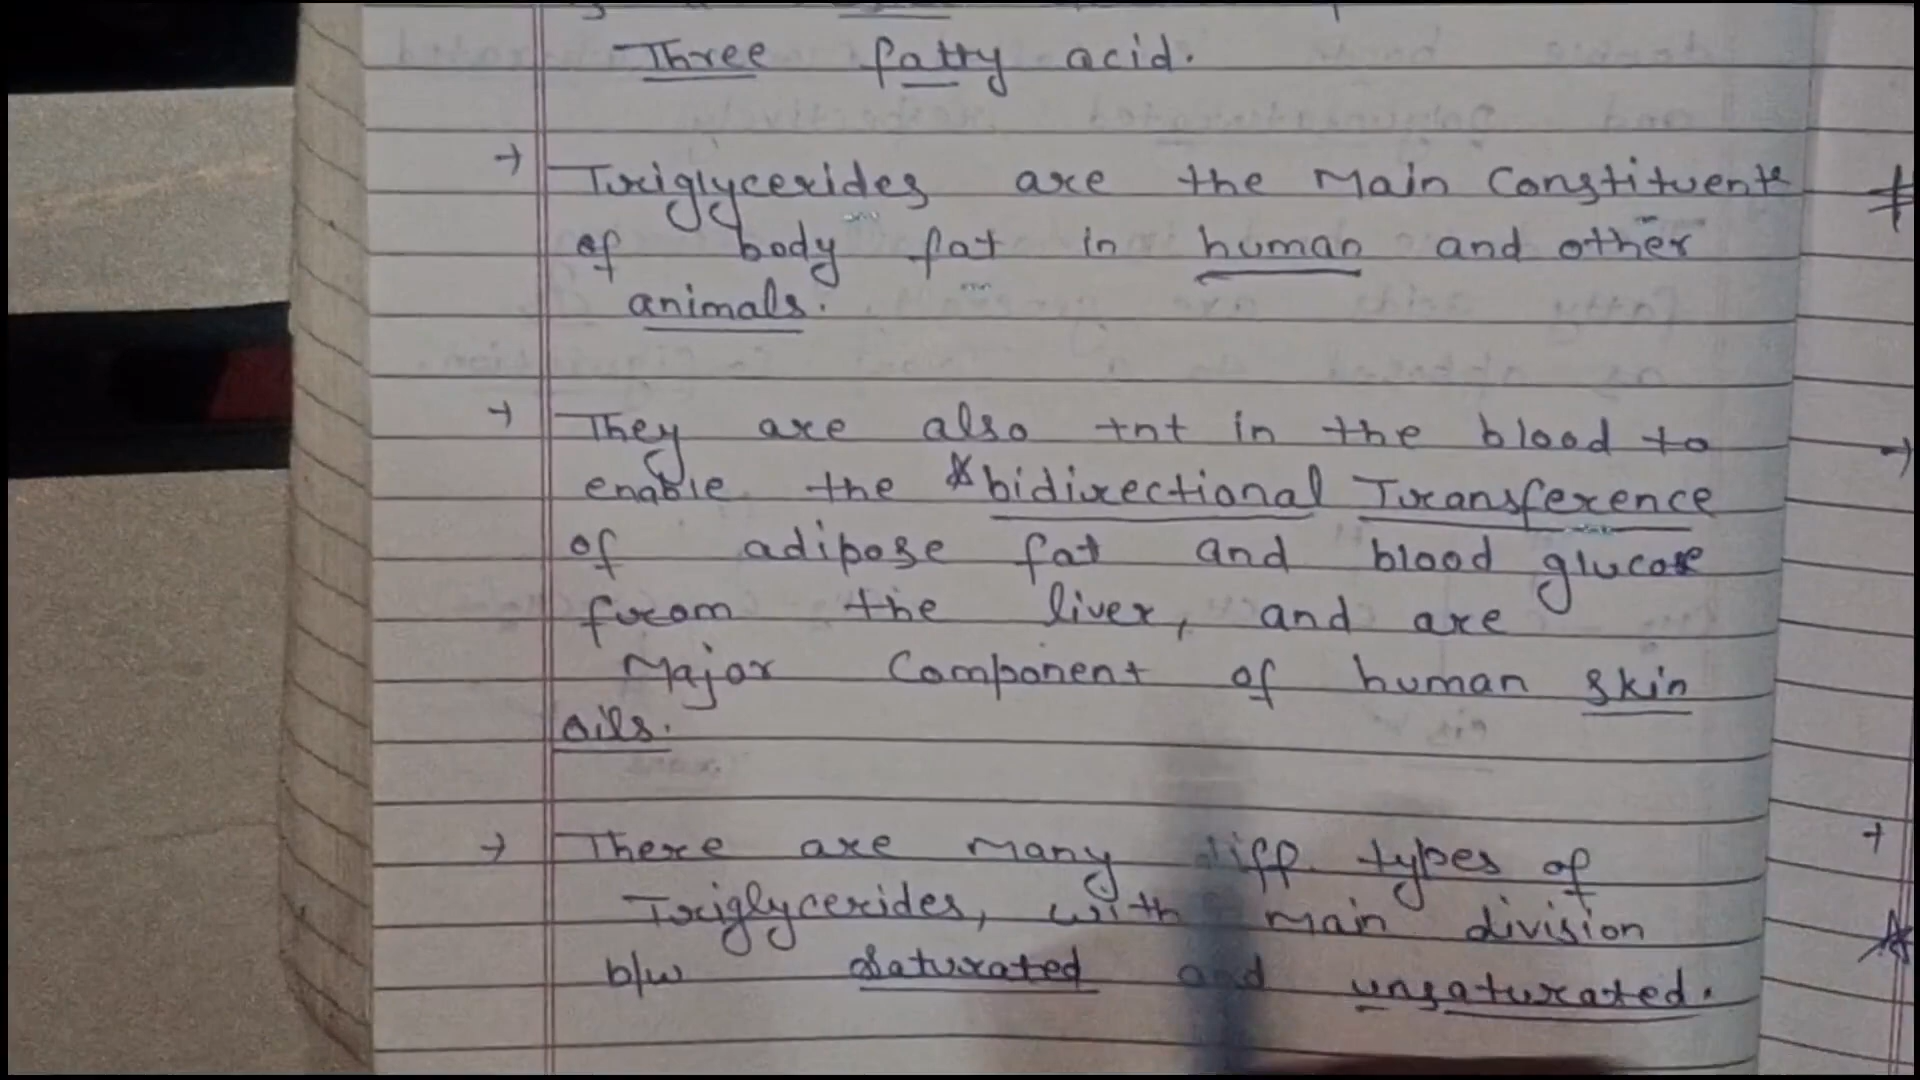 Three fatty acid.
→ Triglycerides are the Main Constituents
of body fat in human and other
animals.
→ They are also tnt in the blood to
enable the *bidirectional Transference
of adipose fat and blood glucose
from the liver, and are
Major Component of human skin
oils.
→ There are many diff. types of
Triglycerides, with main division
b/w saturated and unsaturated.